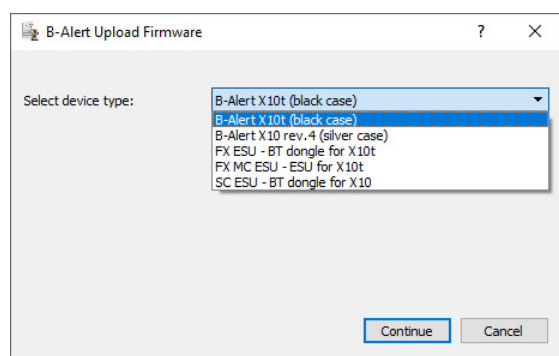 B-Alert Upload Firmware
?
Select device type:
B-Alert X10t (black case)
B-Alert X10t (black case)
B-Alert X10 rev.4 (silver case)
FX ESU - BT dongle for X10t
FX MC ESU - ESU for X10t
SC ESU - BT dongle for X10
Continue
Cancel